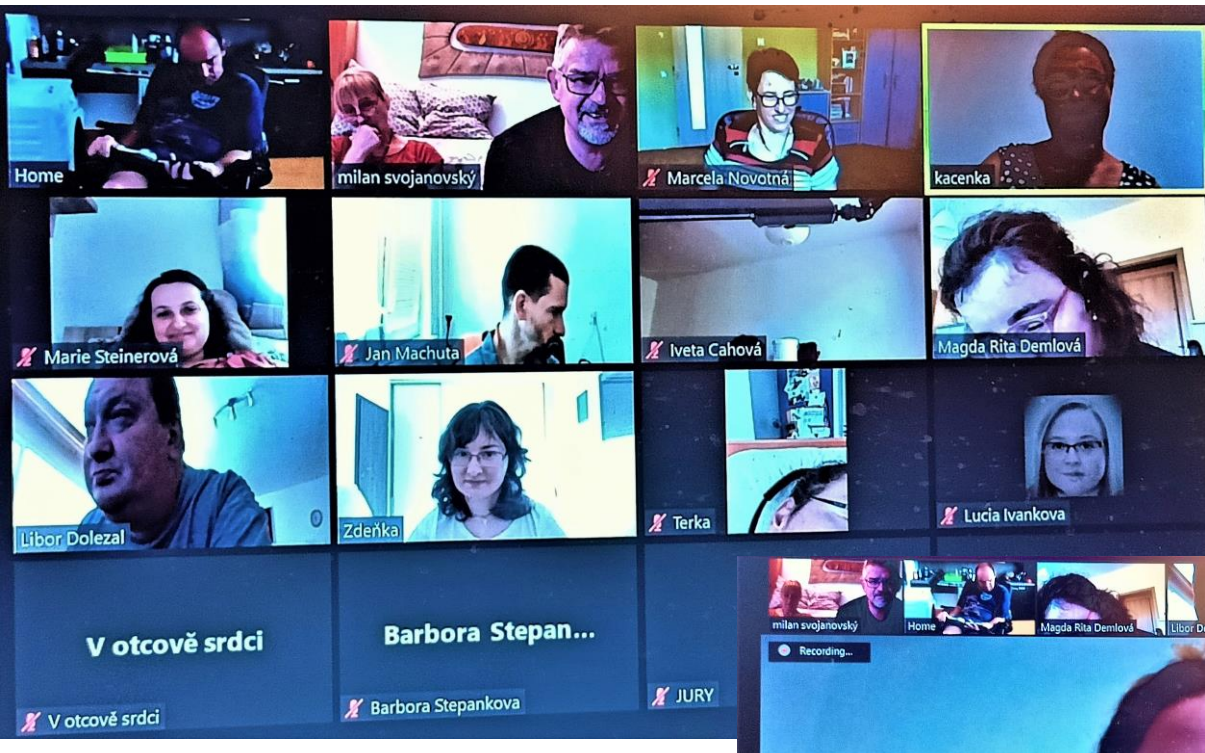 Home
milan svojanovský
Marcela Novotná
kacenka
Marie Steinerová
Jan Machuta
Iveta Cahová
Magda Rita Demlová
Libor Dolezal
Zdeňka
Terka
Lucia Ivankova
V otcově srdci
V otcově srdci
Barbora Stepan...
Barbora Stepankova
JURY
milan svojanovský
Home
Magda Rita Demlová
Libor D
Recording...